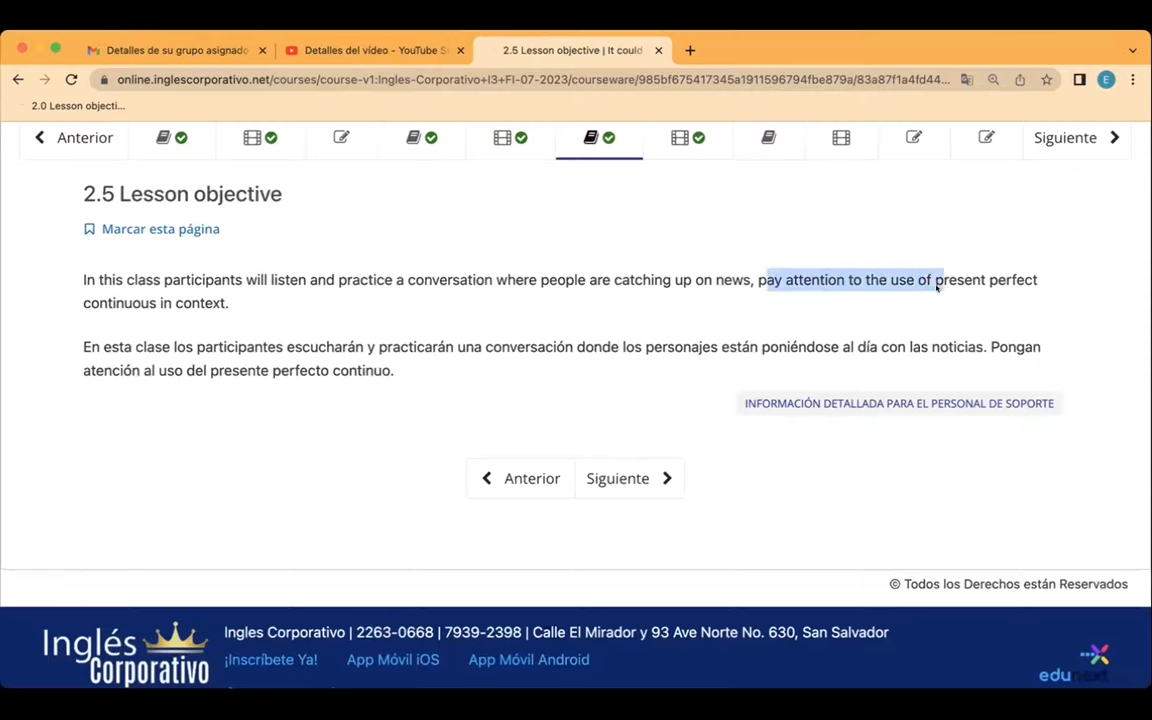 Detalles de su grupo asignado
Detalles del vídeo - YouTube S
2.5 Lesson objective | It could
online.inglescorporativo.net/courses/course-v1:Ingles-Corporativo+I3+FI-07-2023/courseware/985bf675417345a1911596794fbe879a/83a87f1a4fd44...
E
2.0 Lesson objecti...
Anterior
Siguiente
2.5 Lesson objective
Marcar esta página
In this class participants will listen and practice a conversation where people are catching up on news, pay attention to the use of present perfect
continuous in context.
En esta clase los participantes escucharán y practicarán una conversación donde los personajes están poniéndose al día con las noticias. Pongan
atención al uso del presente perfecto continuo.
INFORMACIÓN DETALLADA PARA EL PERSONAL DE SOPORTE
Anterior
Siguiente
© Todos los Derechos están Reservados
Inglés
Corporativo
Ingles Corporativo | 2263-0668 | 7939-2398 | Calle El Mirador y 93 Ave Norte No. 630, San Salvador
¡Inscríbete Ya! App Móvil iOS App Móvil Android
edunext